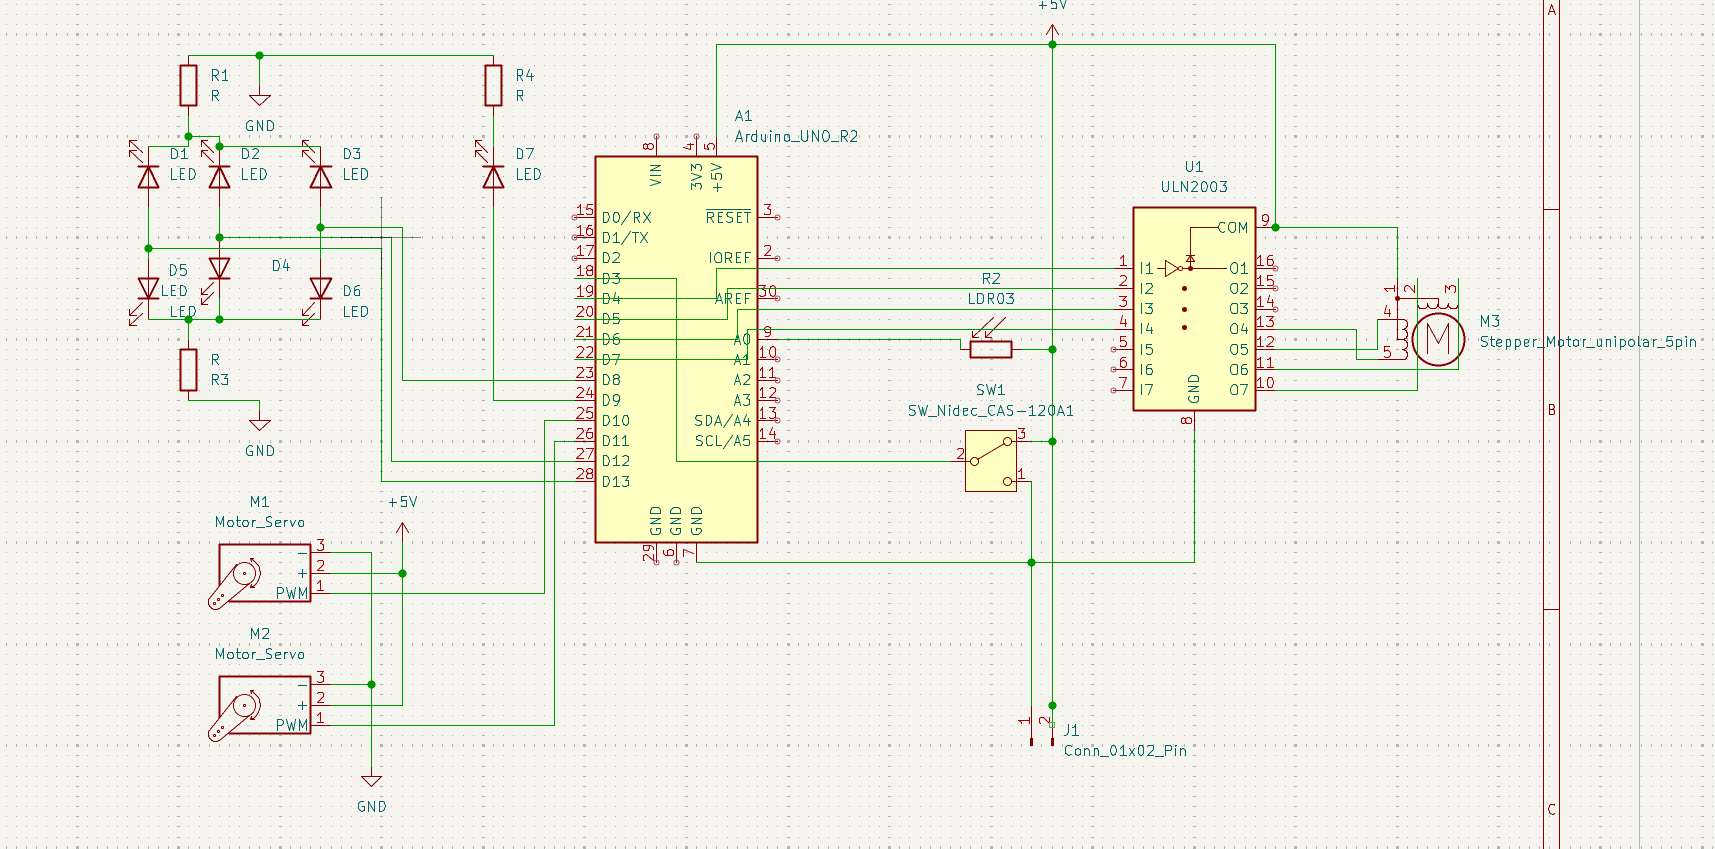 +5V
A
R1
R
R4
R
GND
A1
Arduino_UNO_R2
D1
LED
D2
LED
D3
LED
D7
LED
8
4
5
VIN
3V3
+5V
U1
ULN2003
15
D0/RX
RESET
3
16
D1/TX
17
D2
IOREF
2
18
D3
19
D4
AREF
30
20
D5
21
D6
A0
9
22
D7
A1
10
23
D8
A2
11
24
D9
A3
12
25
D10
SDA/A4
13
26
D11
SCL/A5
14
27
D12
28
D13
GND
GND
GND
29
6
7
COM
9
1
I1
O1
16
2
I2
O2
15
3
I3
O3
14
4
I4
O4
13
5
I5
O5
12
6
I6
O6
11
7
I7
O7
10
GND
8
R2
LDR03
1
2
3
4
5
M
M3
Stepper_Motor_unipolar_5pin
D5
LED
D4
LED
D6
LED
R
R3
GND
SW1
SW_Nidec_CAS-120A1
3
2
1
B
M1
Motor_Servo
+5V
3
-
2
+
1
PWM
M2
Motor_Servo
3
-
2
+
1
PWM
GND
1
2
J1
Conn_01x02_Pin
C